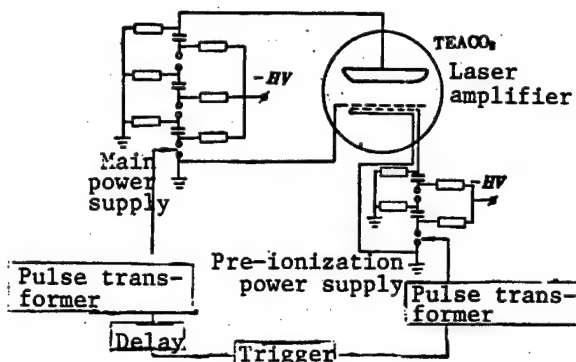 TEACO₂
Laser
amplifier
-HV
Main
power
supply
-HV
Pre-ionization
power supply
Pulse trans-
former
Pulse trans-
former
Delay
Trigger